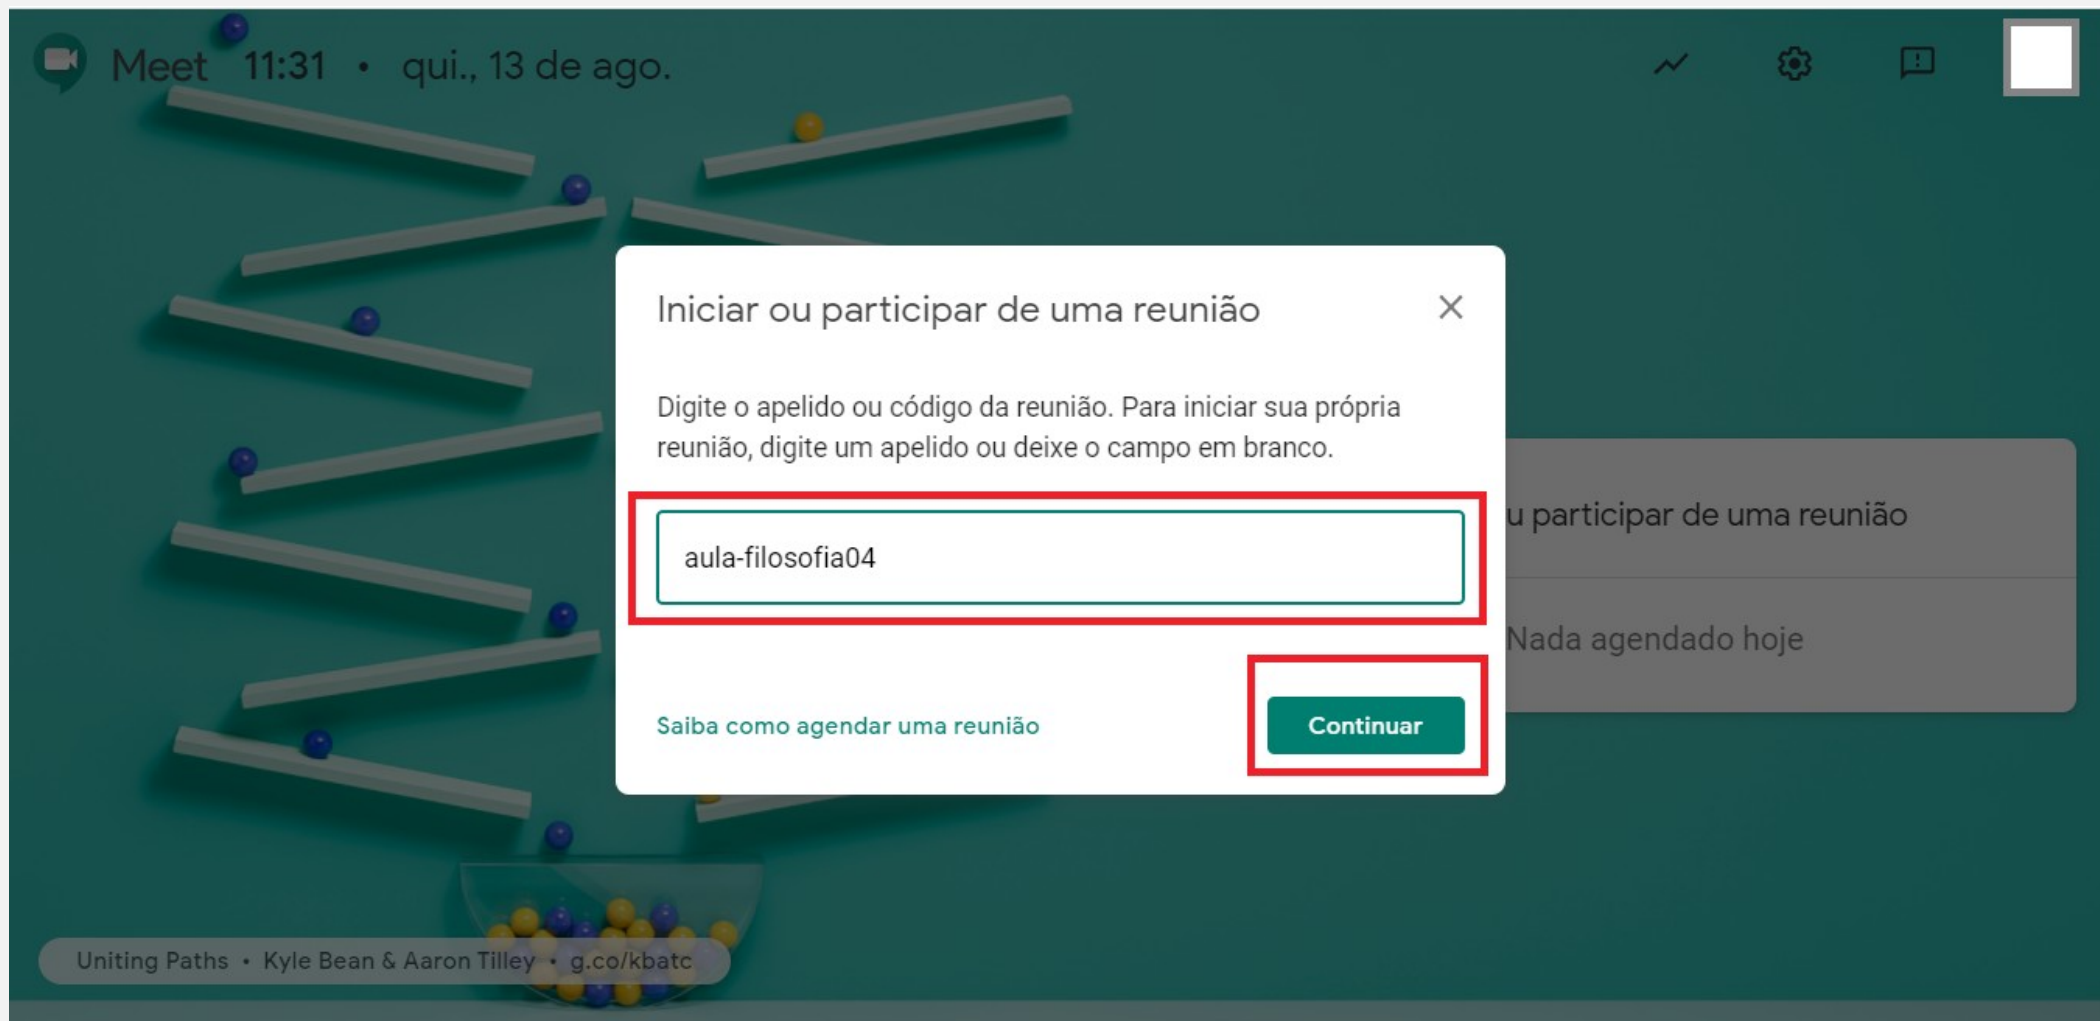 Meet 11:31 • qui., 13 de ago.
Iniciar ou participar de uma reunião
Digite o apelido ou código da reunião. Para iniciar sua própria
reunião, digite um apelido ou deixe o campo em branco.
aula-filosofia04
Saiba como agendar uma reunião
Continuar
u participar de uma reunião
Nada agendado hoje
Uniting Paths • Kyle Bean & Aaron Tilley • g.co/kbatc